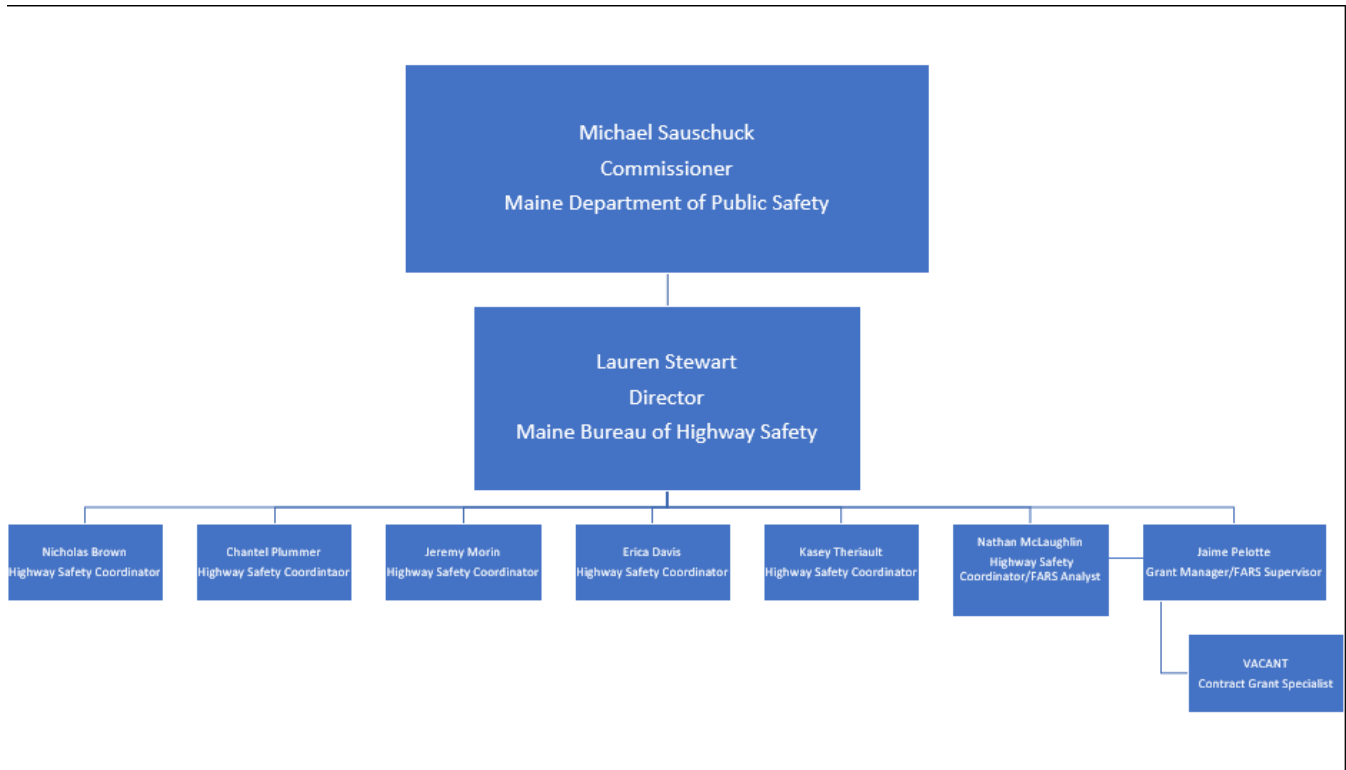 Michael Sauschuck
Commissioner
Maine Department of Public Safety
Lauren Stewart
Director
Maine Bureau of Highway Safety
Nicholas Brown
Highway Safety Coordinator
Chantel Plummer
Highway Safety Coordintaor
Jeremy Morin
Highway Safety Coordinator
Erica Davis
Highway Safety Coordinator
Kasey Theriault
Highway Safety Coordinator
Nathan McLaughlin
Highway Safety
Coordinator/FARS Analyst
Jaime Pelotte
Grant Manager/FARS Supervisor
VACANT
Contract Grant Specialist